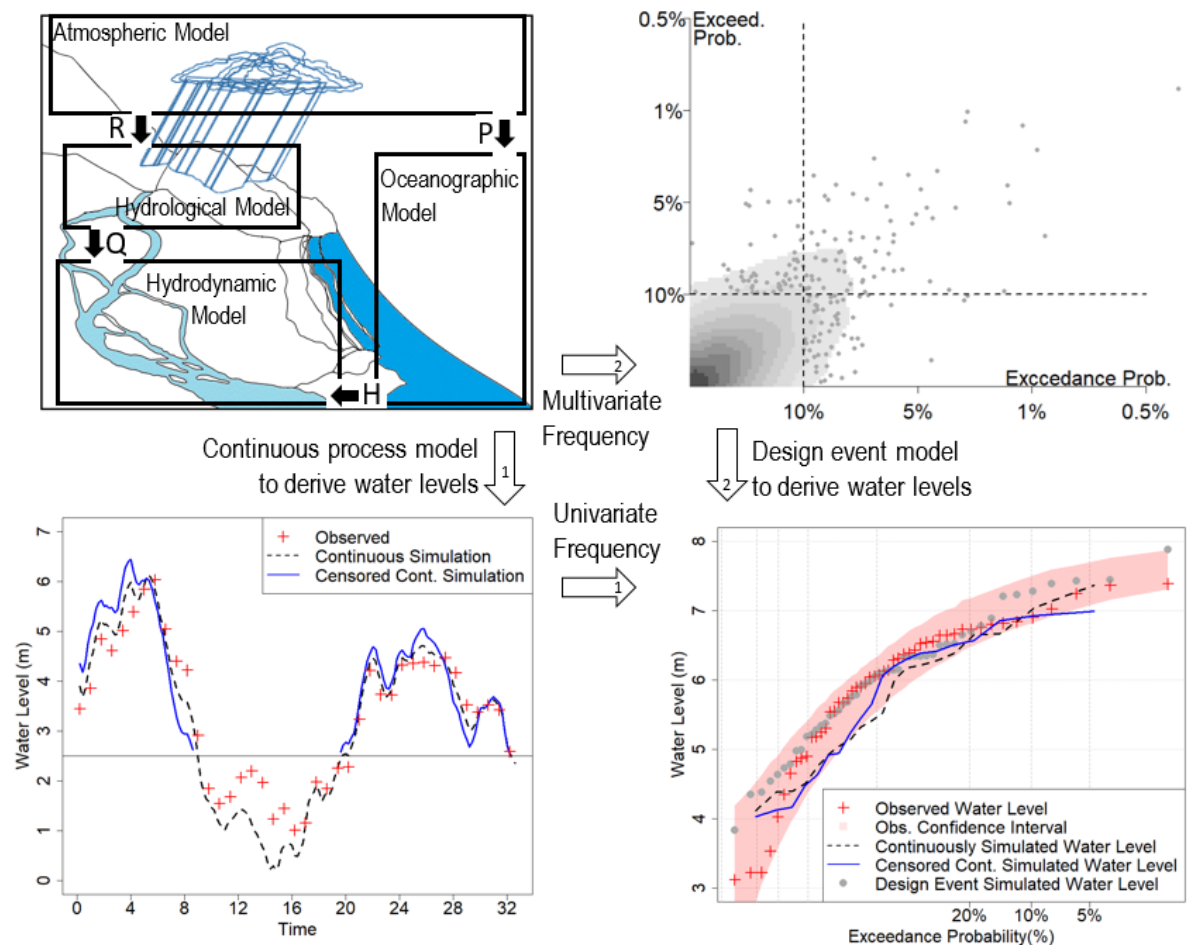 Atmospheric Model
R
P
Hydrological Model
Oceanographic
Model
Q
Hydrodynamic
Model
H
0.5%
Exceed.
Prob.
1%
5%
10%
Exccedance Prob.
10%
5%
1%
0.5%
2
Multivariate
Frequency
Continuous process model
to derive water levels
1
2
Design event model
to derive water levels
Univariate
Frequency
1
Observed
Continuous Simulation
Censored Cont. Simulation
Water Level (m)
7
6
5
4
3
2
1
0
0
4
8
12
16
20
24
28
32
Time
Water Level (m)
8
7
6
5
4
3
Observed Water Level
Obs. Confidence Interval
Continuously Simulated Water Level
Censored Cont. Simulated Water Level
Design Event Simulated Water Level
20%
10%
5%
Exceedance Probability(%)